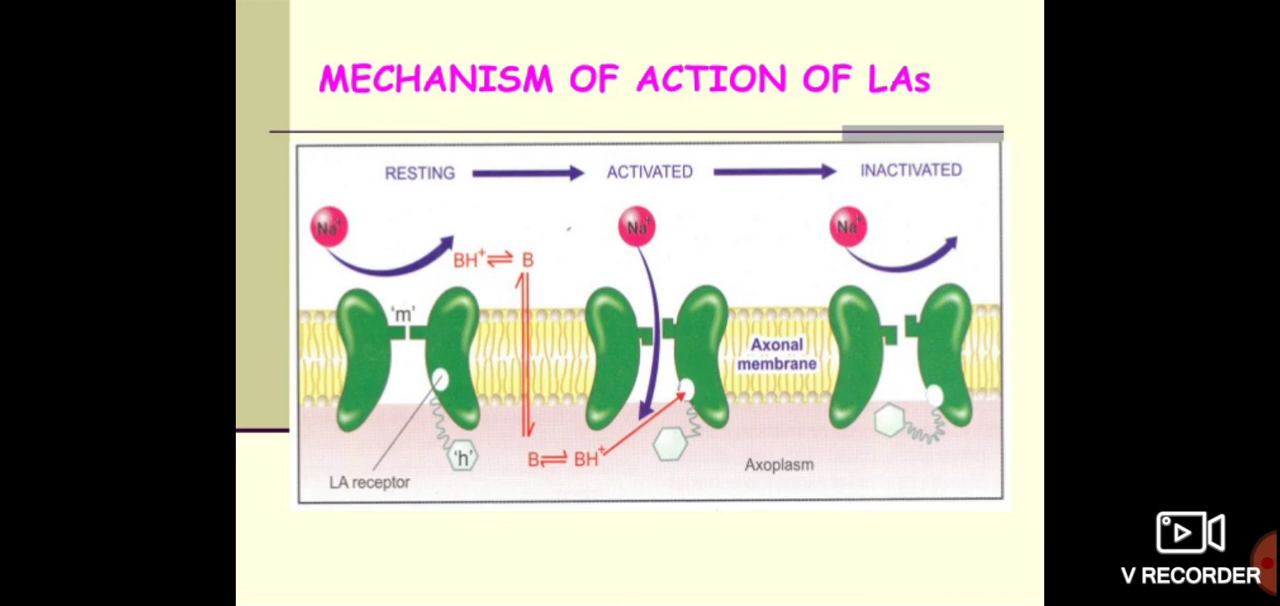 MECHANISM OF ACTION OF LAs
RESTING ACTIVATED INACTIVATED
Na⁺ Na⁺ Na⁺
BH⁺ ⇌ B
'm'
Axonal
membrane
'h'
B ⇌ BH⁺
Axoplasm
LA receptor
V RECORDER